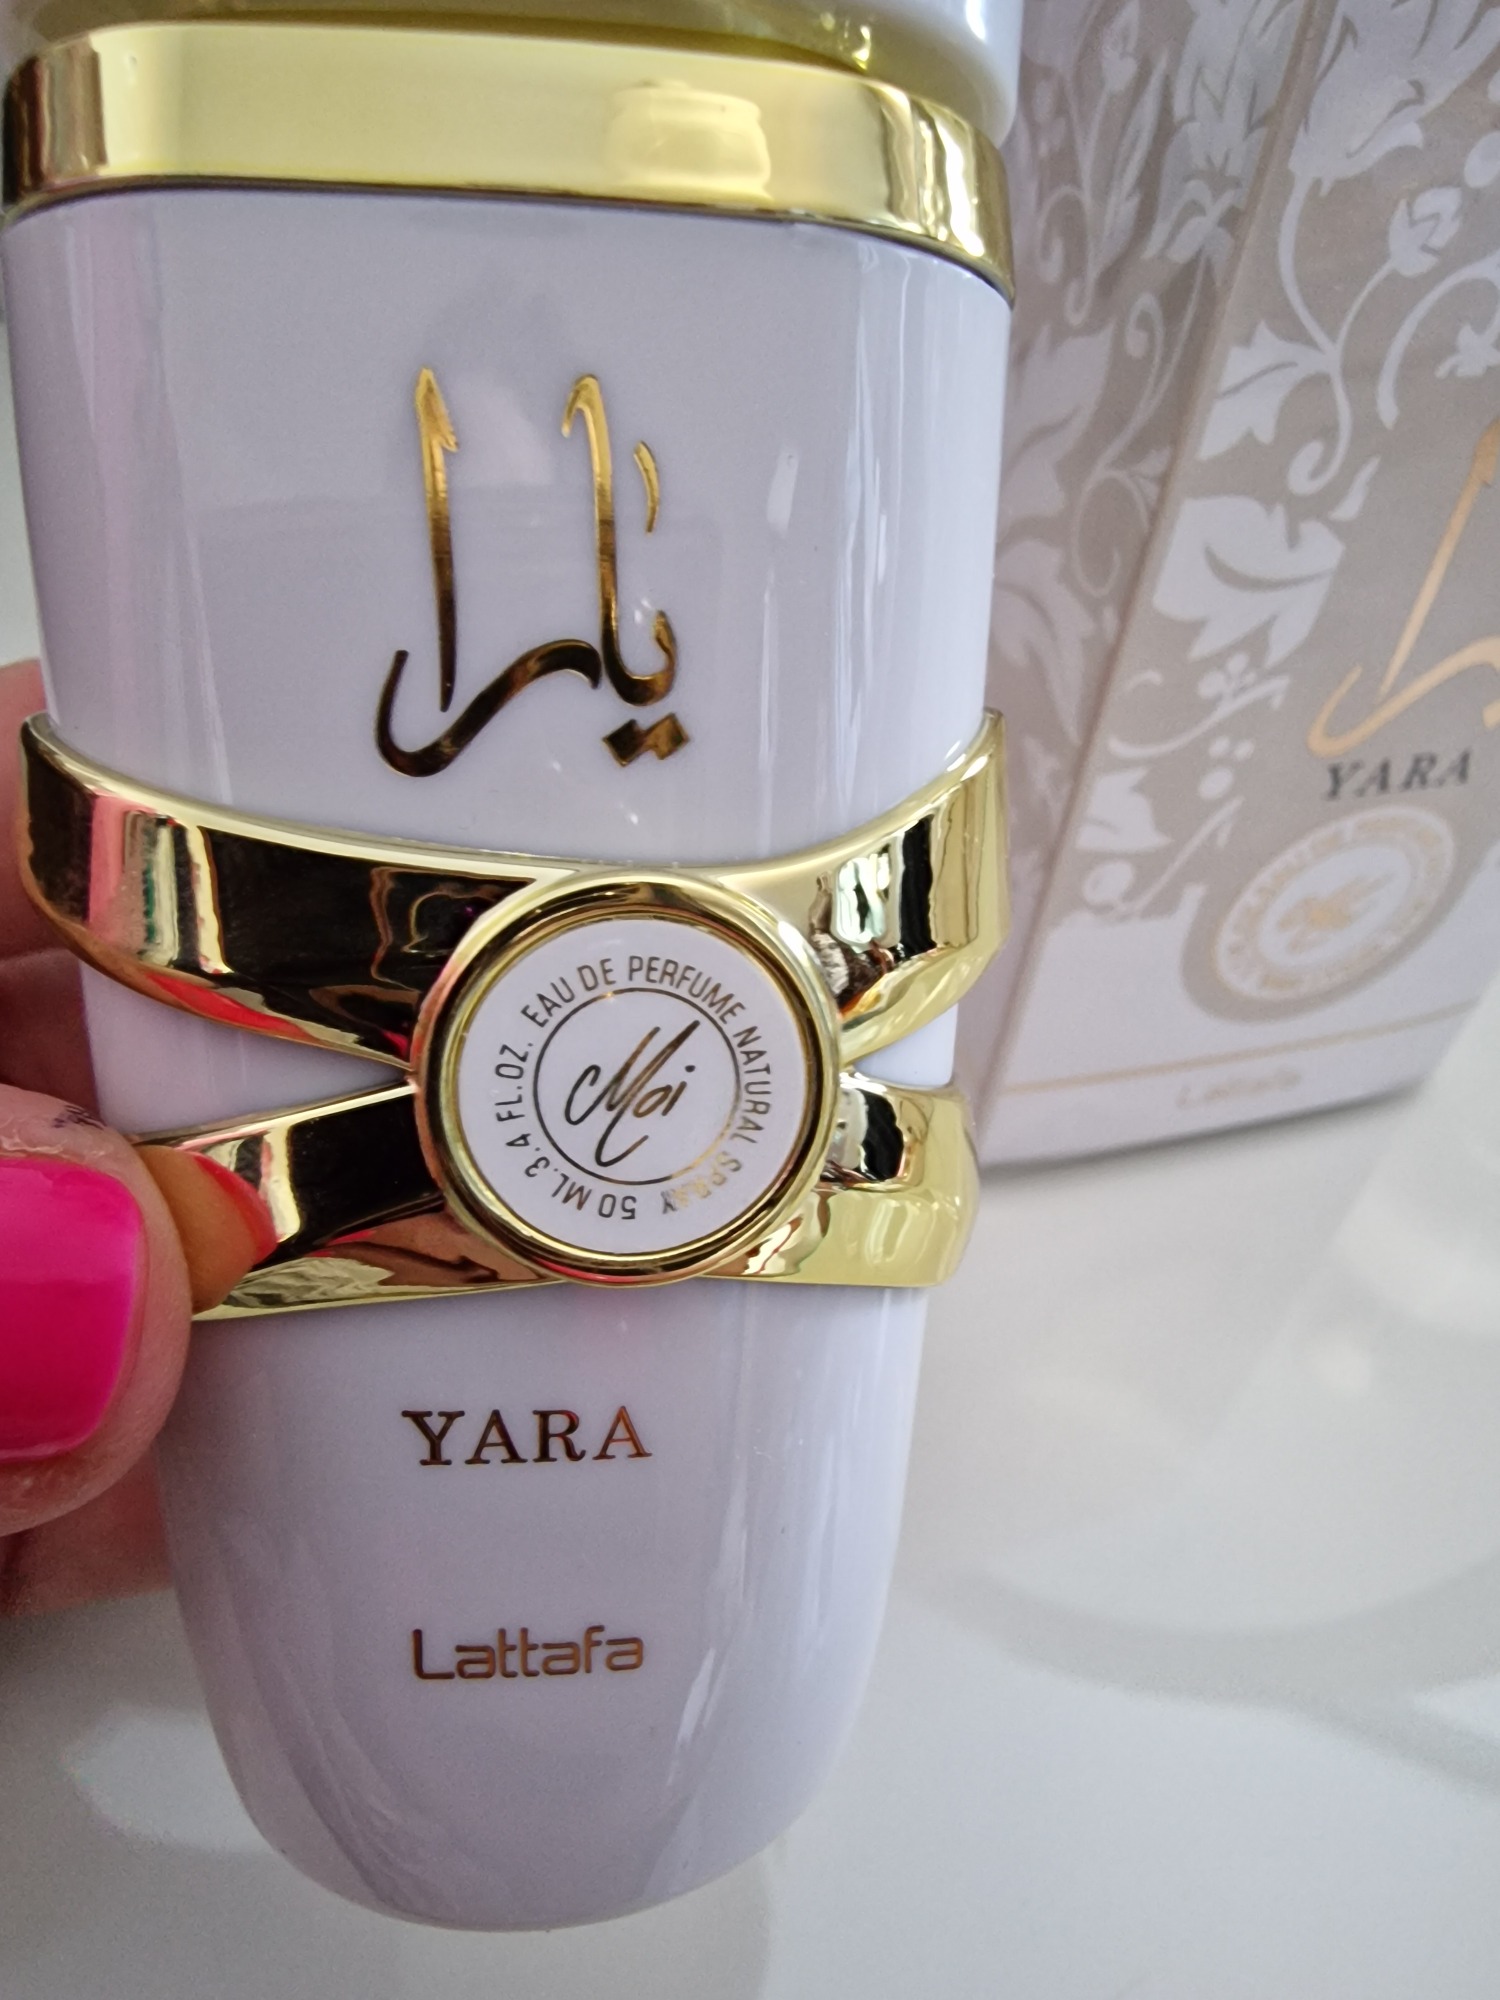 يارا
EAU DE PERFUME NATURAL SPRAY 50 ML.3.4 FL.OZ.
Moi
YARA
Lattafa
YARA